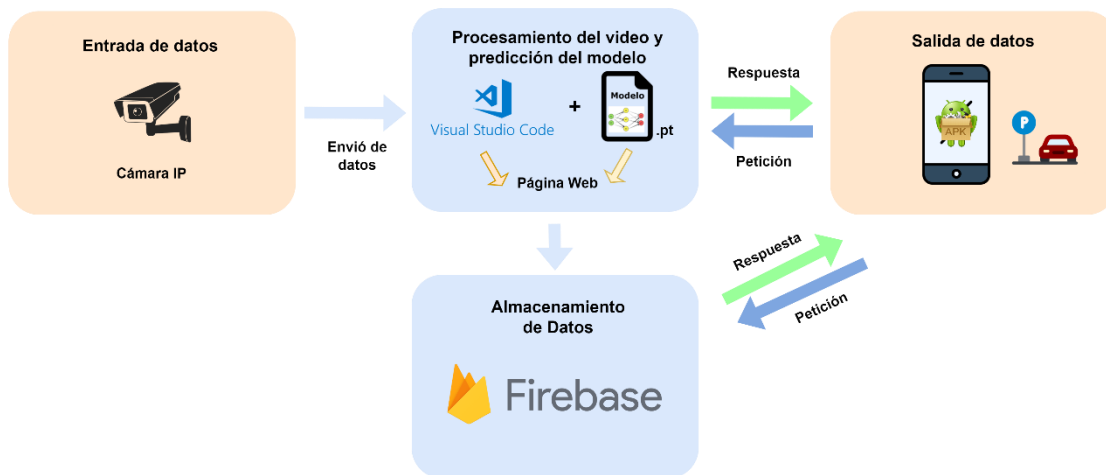 Entrada de datos
Cámara IP
Envió de
datos
Procesamiento del video y
predicción del modelo
Visual Studio Code
+
Modelo
.pt
Página Web
Respuesta
Petición
Salida de datos
APK
P
Respuesta
Petición
Almacenamiento
de Datos
Firebase